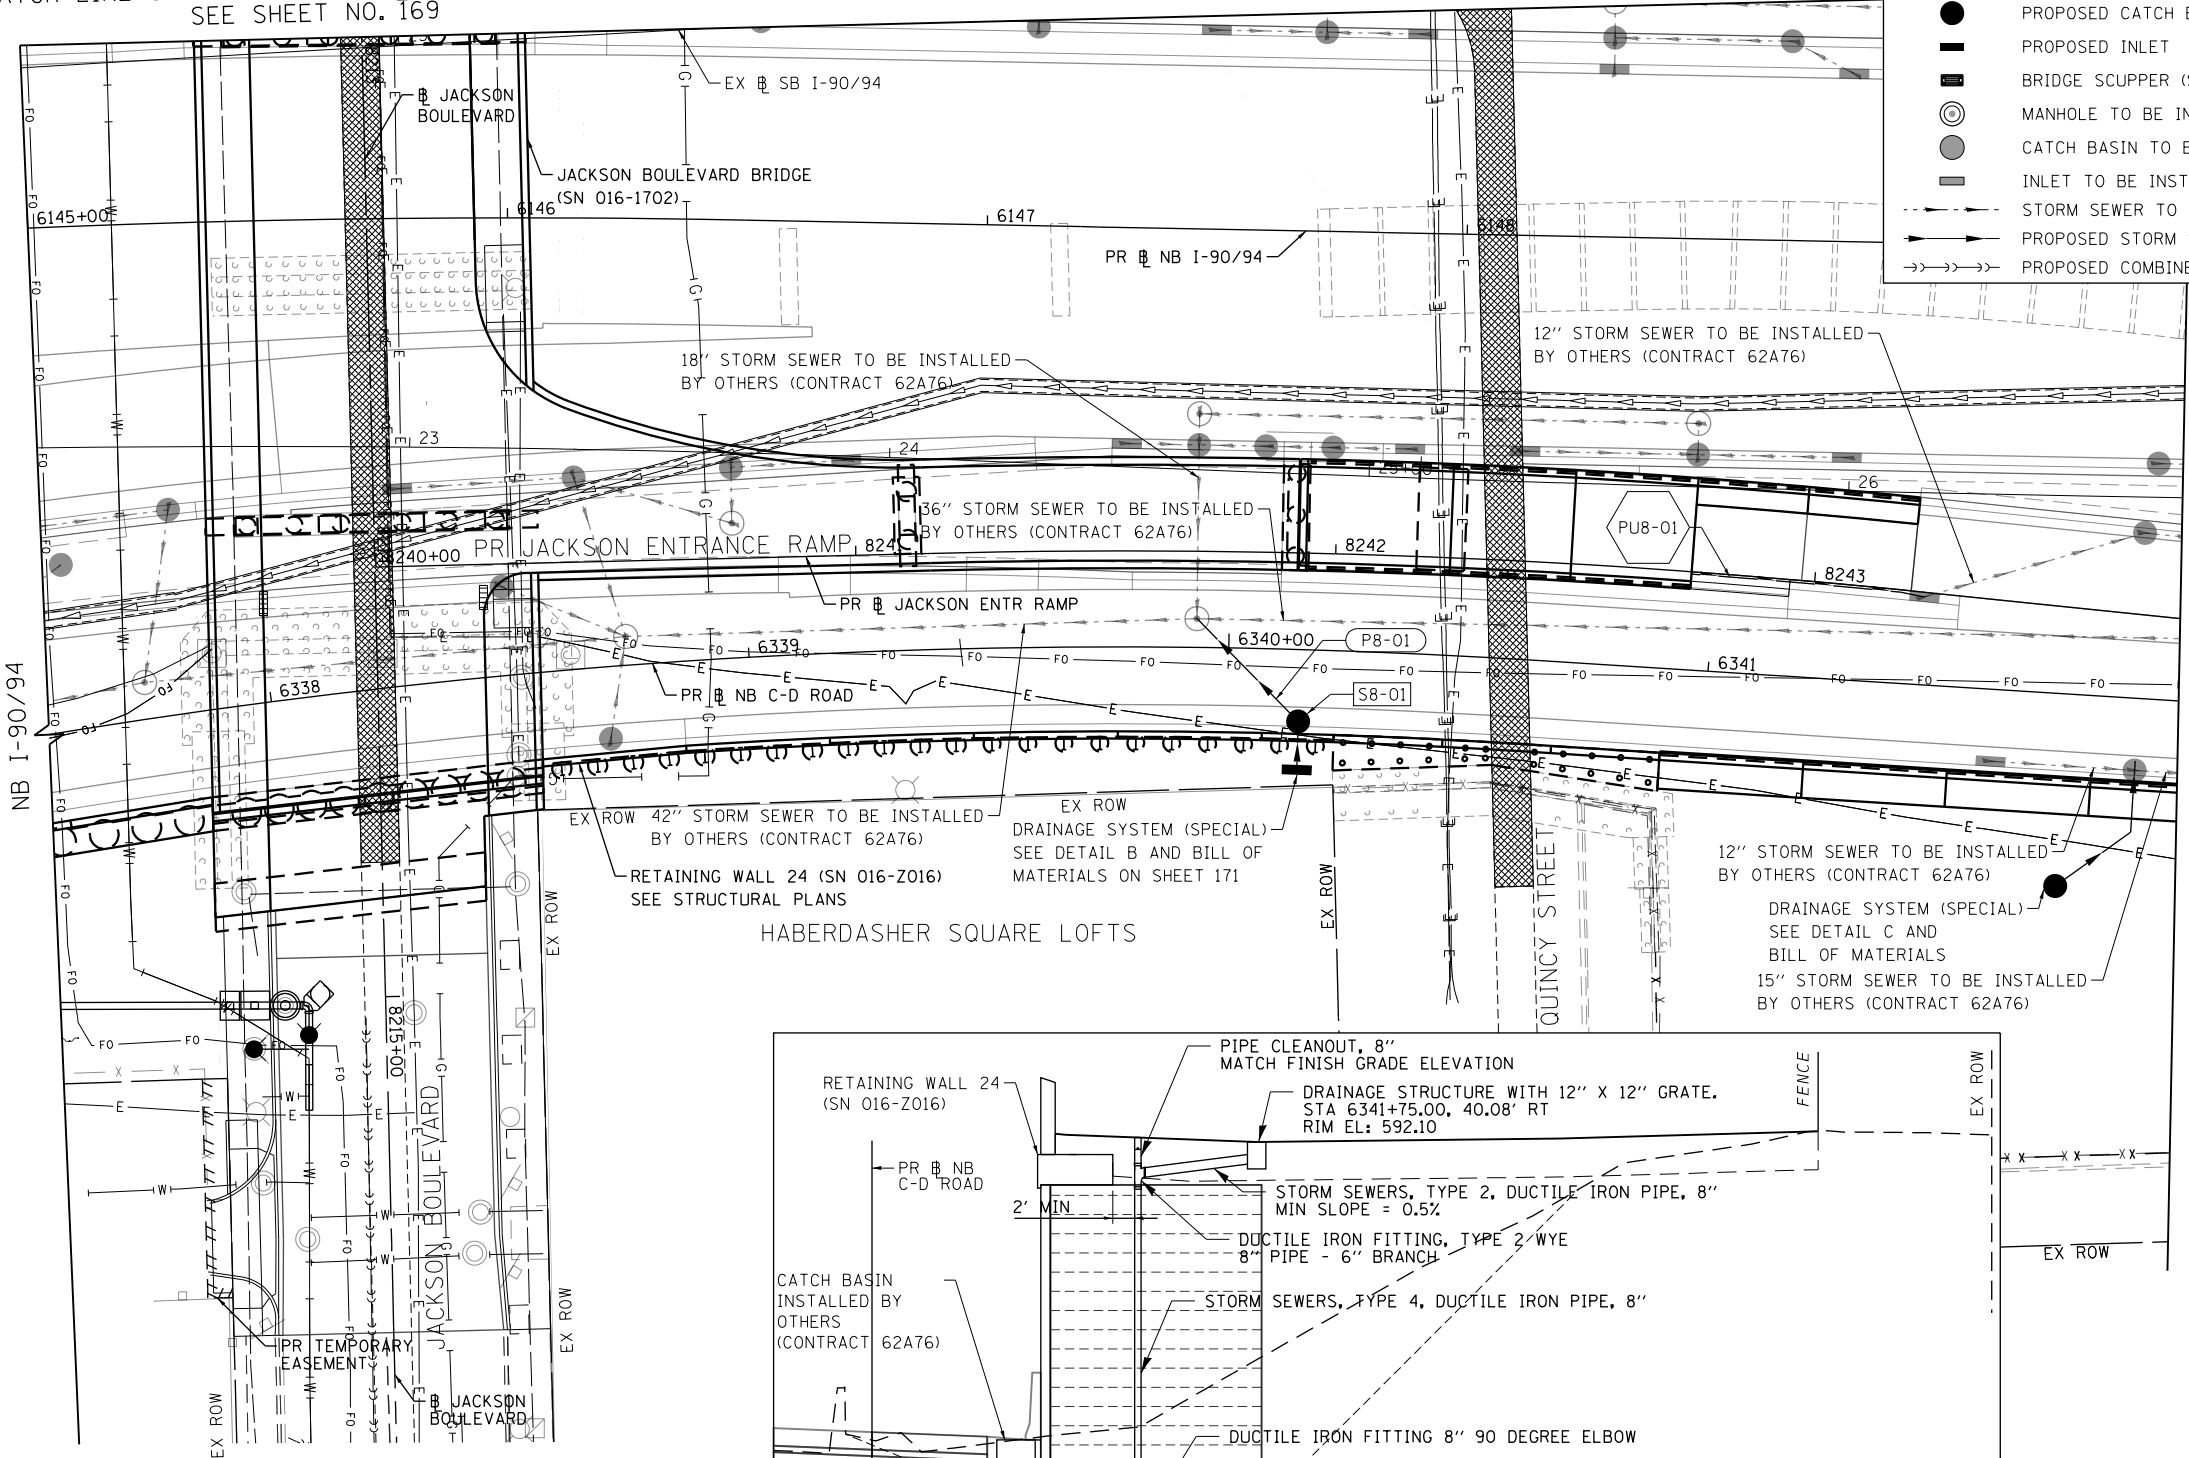 SEE SHEET NO. 169
PROPOSED CATCH
PROPOSED INLET
BRIDGE SCUPPER
MANHOLE TO BE
CATCH BASIN TO
INLET TO BE
STORM SEWER TO
PROPOSED STORM
PROPOSED
EX ⅊ SB I-90/94
⅊ JACKSON
BOULEVARD
JACKSON BOULEVARD BRIDGE
(SN 016-1702)
6145+00
6146
6147
6148
PR ⅊ NB I-90/94
18" STORM SEWER TO BE INSTALLED
BY OTHERS (CONTRACT 62A76)
12" STORM SEWER TO BE INSTALLED
BY OTHERS (CONTRACT 62A76)
23
24
26
36" STORM SEWER TO BE INSTALLED
BY OTHERS (CONTRACT 62A76)
PU8-01
8240+00
PR JACKSON ENTRANCE RAMP
824
8242
8243
PR ⅊ JACKSON ENTR RAMP
6338
6339
6340+00
6341
P8-01
S8-01
PR ⅊ NB C-D ROAD
NB I-90/94
EX ROW
42" STORM SEWER TO BE INSTALLED
BY OTHERS (CONTRACT 62A76)
EX ROW
DRAINAGE SYSTEM (SPECIAL)
SEE DETAIL B AND BILL OF
MATERIALS ON SHEET 171
RETAINING WALL 24 (SN 016-Z016)
SEE STRUCTURAL PLANS
HABERDASHER SQUARE LOFTS
EX ROW
EX ROW
QUINCY STREET
12" STORM SEWER TO BE INSTALLED
BY OTHERS (CONTRACT 62A76)
DRAINAGE SYSTEM (SPECIAL)
SEE DETAIL C AND
BILL OF MATERIALS
15" STORM SEWER TO BE INSTALLED
BY OTHERS (CONTRACT 62A76)
8215+00
JACKSON BOULEVARD
EX ROW
PR TEMPORARY
EASEMENT
⅊ JACKSON
BOULEVARD
EX ROW
PIPE CLEANOUT, 8"
MATCH FINISH GRADE ELEVATION
RETAINING WALL 24
(SN 016-Z016)
DRAINAGE STRUCTURE WITH 12" X 12" GRATE.
STA 6341+75.00, 40.08' RT
RIM EL: 592.10
FENCE
EX ROW
PR ⅊ NB
C-D ROAD
2' MIN
STORM SEWERS, TYPE 2, DUCTILE IRON PIPE, 8"
MIN SLOPE = 0.5%
DUCTILE IRON FITTING, TYPE 2 WYE
8" PIPE - 6" BRANCH
CATCH BASIN
INSTALLED BY
OTHERS
(CONTRACT 62A76)
STORM SEWERS, TYPE 4, DUCTILE IRON PIPE, 8"
DUCTILE IRON FITTING 8" 90 DEGREE ELBOW
EX ROW